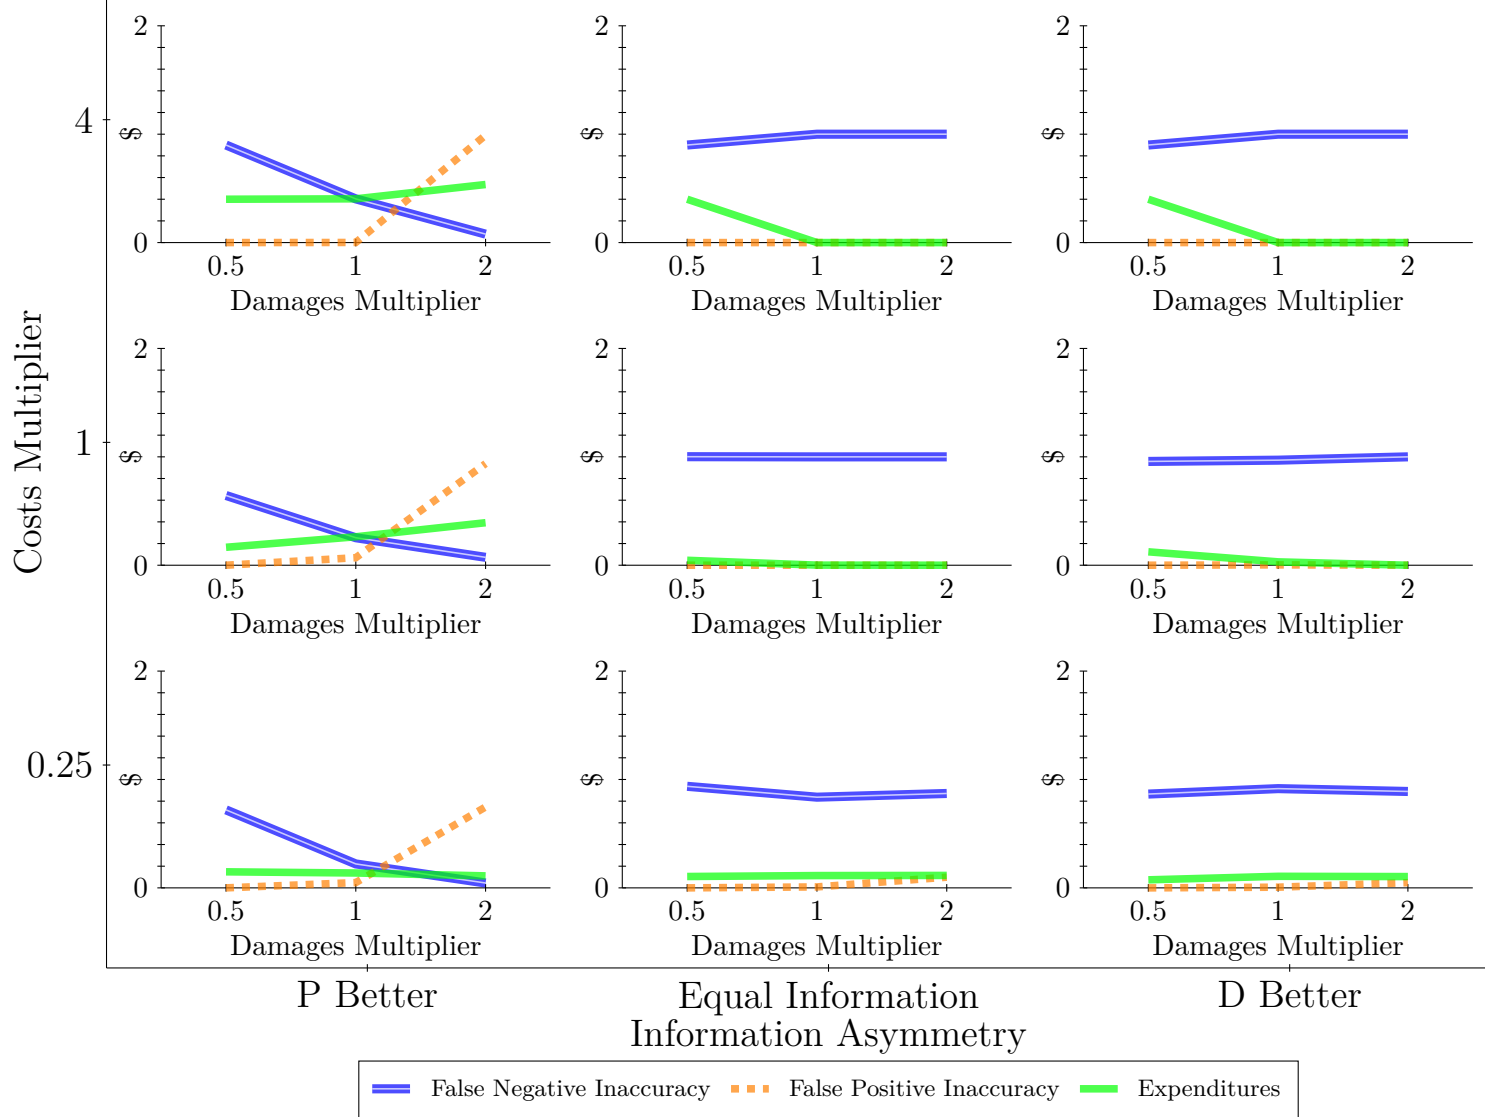 2
2
2
4
$
$
$
0
0
0
0.5 1 2
0.5 1 2
0.5 1 2
Damages Multiplier
Damages Multiplier
Damages Multiplier
Costs Multiplier
2
2
2
1
$
$
$
0
0
0
0.5 1 2
0.5 1 2
0.5 1 2
Damages Multiplier
Damages Multiplier
Damages Multiplier
2
2
2
0.25
$
$
$
0
0
0
0.5 1 2
0.5 1 2
0.5 1 2
Damages Multiplier
Damages Multiplier
Damages Multiplier
P Better
Equal Information
D Better
Information Asymmetry
False Negative Inaccuracy
False Positive Inaccuracy
Expenditures